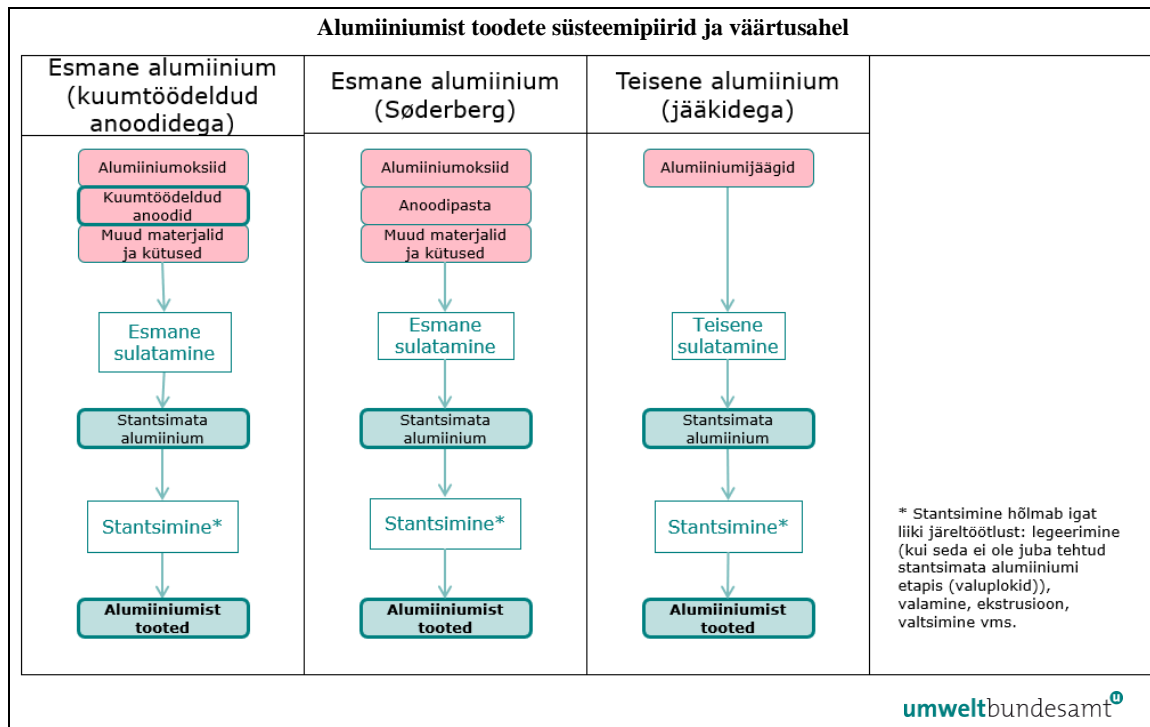 Alumiiniumist toodete süsteemipiirid ja väärtusahel
Esmane alumiinium
(kuumtöödeldud
anoodidega)
Alumiiniumoksiid
Kuumtöödeldud
anoodid
Muud materjalid
ja kütused
Esmane
sulatamine
Stantsimata
alumiinium
Stantsimine*
Alumiiniumist
tooted
Esmane alumiinium
(Søderberg)
Alumiiniumoksiid
Anoodipasta
Muud materjalid
ja kütused
Esmane
sulatamine
Stantsimata
alumiinium
Stantsimine*
Alumiiniumist
tooted
Teisene alumiinium
(jääkidega)
Alumiiniumijäägid
Teisene
sulatamine
Stantsimata
alumiinium
Stantsimine*
Alumiiniumist
tooted
* Stantsimine hõlmab igat
liiki järeltöötlust: legeerimine
(kui seda ei ole juba tehtud
stantsimata alumiiniumi
etapis (valuplokid)),
valamine, ekstrusioon,
valtsimine vms.
umweltbundesamt
u